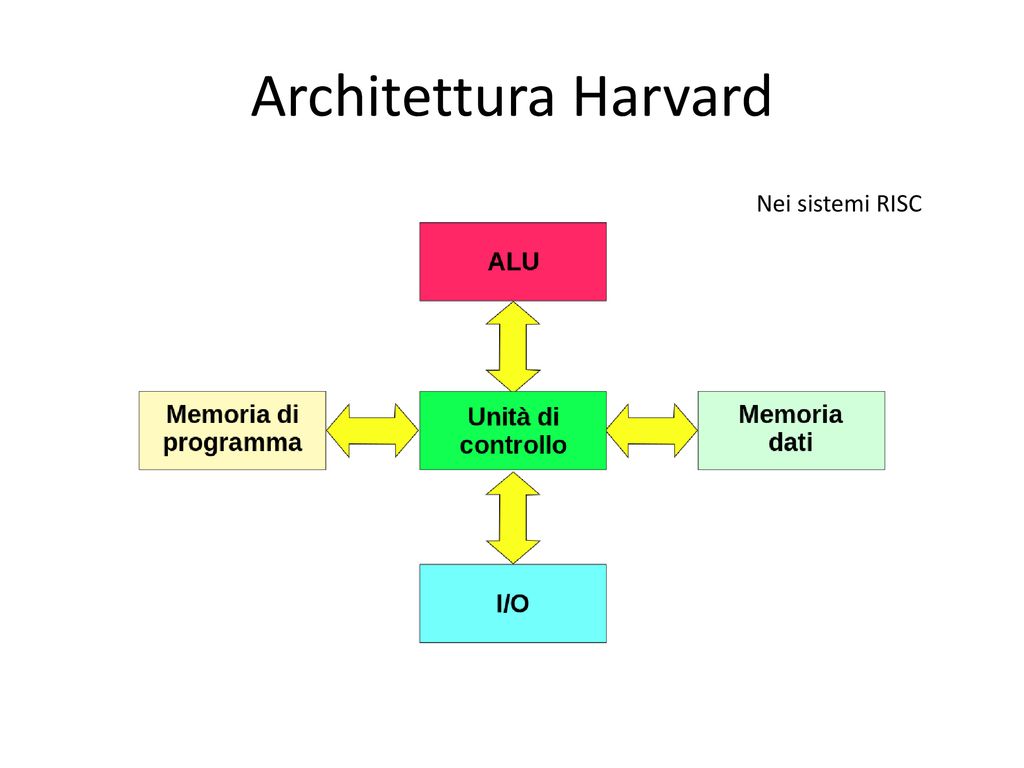 Architettura Harvard
Nei sistemi RISC
ALU
Memoria di
programma
Unità di
controllo
Memoria
dati
I/O